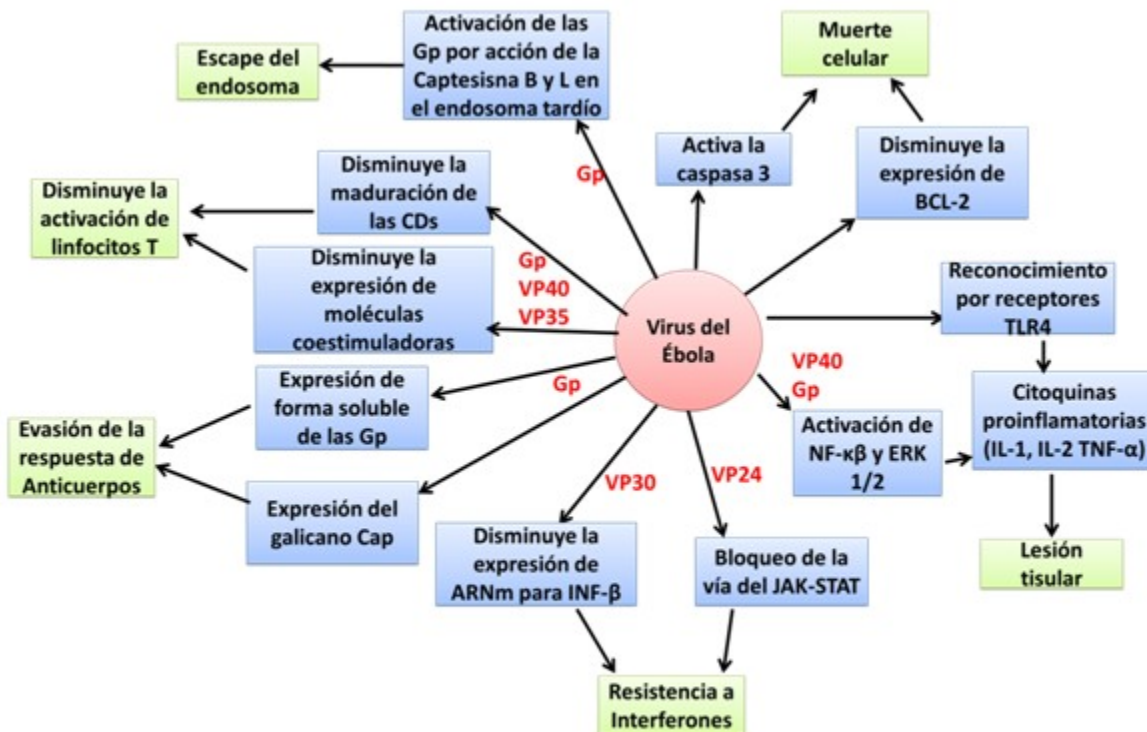 Activación de las
Gp por acción de la
Captesisna B y L en
el endosoma tardío
Escape del
endosoma
Muerte
celular
Activa la
caspasa 3
Disminuye la
expresión de
BCL-2
Gp
Disminuye la
maduración de
las CDs
Disminuye la
activación de
linfocitos T
Disminuye la
expresión de
moléculas
coestimuladoras
Gp
VP40
VP35
Virus del
Ébola
Reconocimiento
por receptores
TLR4
VP40
Gp
Citoquinas
proinflamatorias
(IL-1, IL-2 TNF-α)
Activación de
NF-κβ y ERK
1/2
Lesión
tisular
Gp
Expresión de
forma soluble
de las Gp
Evasión de la
respuesta de
Anticuerpos
Expresión del
galicano Cap
VP30
VP24
Disminuye la
expresión de
ARNm para INF-β
Bloqueo de la
vía del JAK-STAT
Resistencia a
Interferones